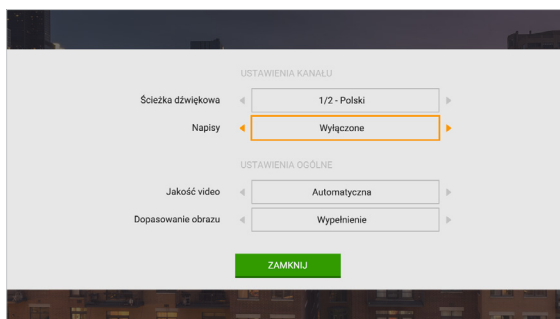 USTAWIENIA KANAŁU
Ścieżka dźwiękowa 1/2 - Polski
Napisy Wyłączone
USTAWIENIA OGÓLNE
Jakość video Automatyczna
Dopasowanie obrazu Wypełnienie
ZAMKNIJ